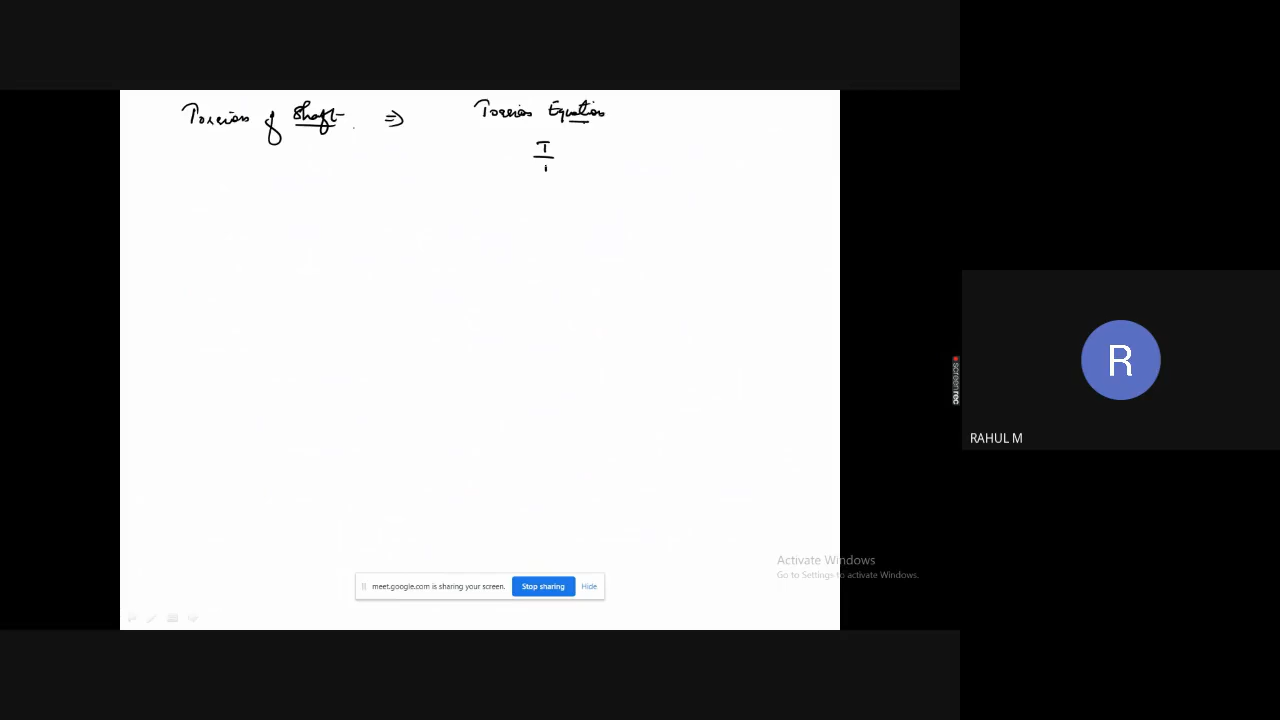 Torsion of Shaft ⇒ Torsion Equation
T
meet.google.com is sharing your screen. Stop sharing Hide
Activate Windows
Go to Settings to activate Windows.
screenrec
R
RAHUL M